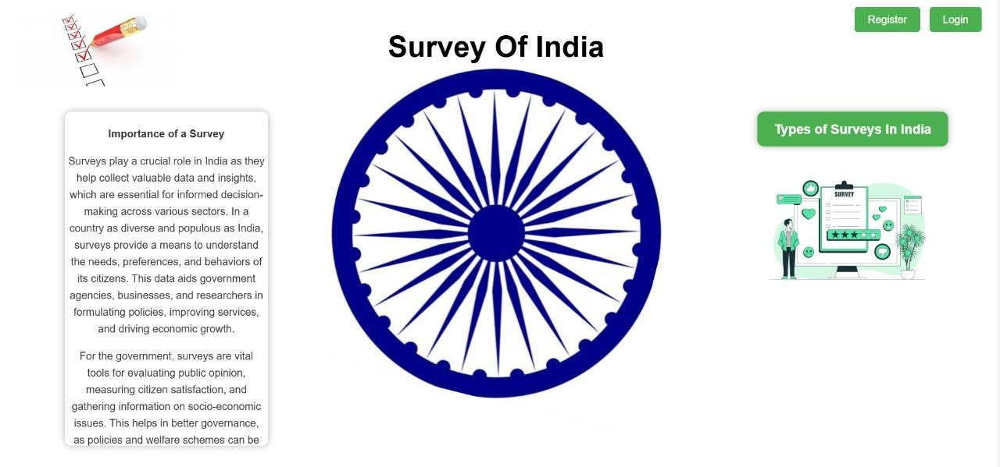 Register
Login
Survey Of India
Importance of a Survey
Surveys play a crucial role in India as they
help collect valuable data and insights,
which are essential for informed decision-
making across various sectors. In a
country as diverse and populous as India,
surveys provide a means to understand
the needs, preferences, and behaviors of
its citizens. This data aids government
agencies, businesses, and researchers in
formulating policies, improving services,
and driving economic growth.
For the government, surveys are vital
tools for evaluating public opinion,
measuring citizen satisfaction, and
gathering information on socio-economic
issues. This helps in better governance,
as policies and welfare schemes can be
Types of Surveys In India
SURVEY